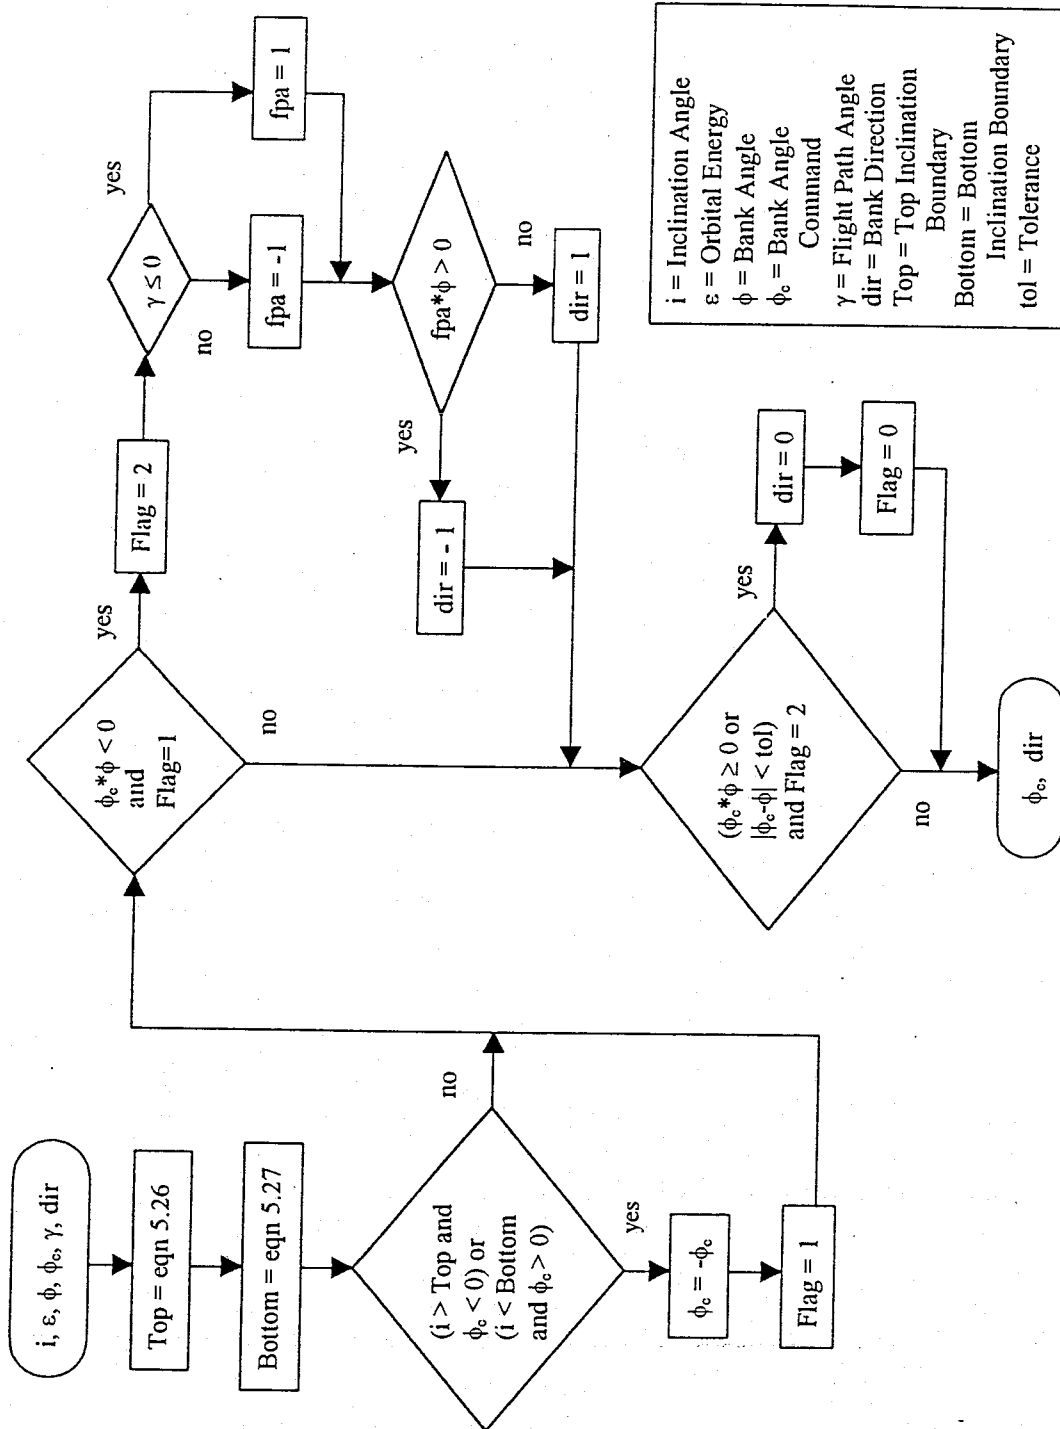 i, ε, ϕ, ϕc, γ, dir
Top = eqn 5.26
Bottom = eqn 5.27
(i > Top and
ϕc < 0) or
(i < Bottom
and ϕc > 0)
no
yes
ϕc = -ϕc
Flag = 1
ϕc*ϕ < 0
and
Flag=1
yes
no
Flag = 2
γ ≤ 0
yes
no
fpa = -1
fpa = 1
fpa*ϕ > 0
yes
no
dir = - 1
dir = 1
(ϕc*ϕ ≥ 0 or
|ϕc-ϕ| < tol)
and Flag = 2
yes
no
dir = 0
Flag = 0
ϕc, dir
i = Inclination Angle
ε = Orbital Energy
ϕ = Bank Angle
ϕc = Bank Angle
Command
γ = Flight Path Angle
dir = Bank Direction
Top = Top Inclination
Boundary
Bottom = Bottom
Inclination Boundary
tol = Tolerance